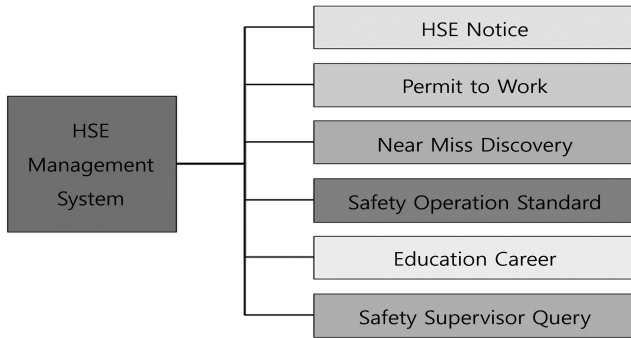 HSE
Management
System
HSE Notice
Permit to Work
Near Miss Discovery
Safety Operation Standard
Education Career
Safety Supervisor Query